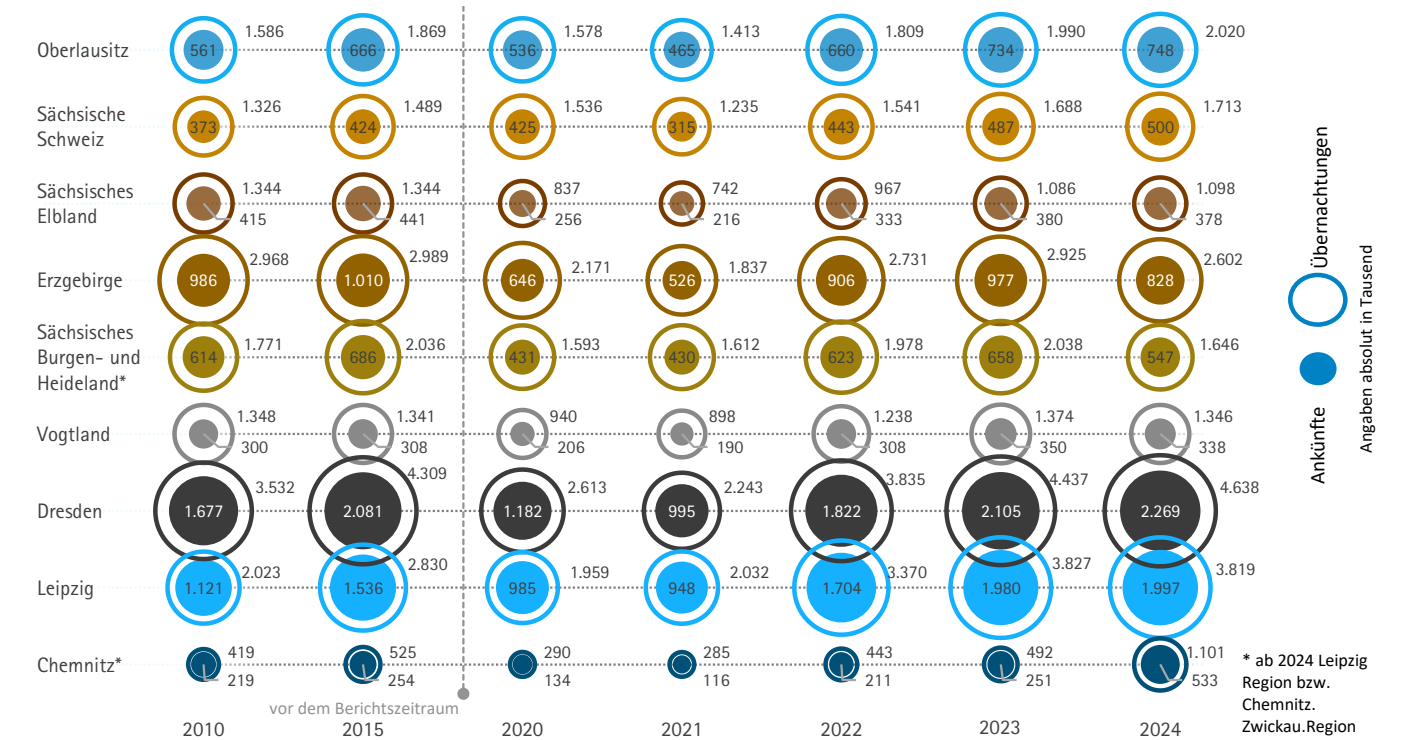 Oberlausitz
561 1.586 666 1.869 536 1.578 465 1.413 660 1.809 734 1.990 748 2.020
Sächsische
Schweiz
373 1.326 424 1.489 425 1.536 315 1.235 443 1.541 487 1.688 500 1.713
Sächsisches
Elbland
1.344 415 1.344 441 837 256 742 216 967 333 1.086 380 1.098 378
Erzgebirge
986 2.968 1.010 2.989 646 2.171 526 1.837 906 2.731 977 2.925 828 2.602
Sächsisches
Burgen- und
Heideland*
614 1.771 686 2.036 431 1.593 430 1.612 623 1.978 658 2.038 547 1.646
Vogtland
1.348 300 1.341 308 940 206 898 190 1.238 308 1.374 350 1.346 338
Dresden
1.677 3.532 2.081 4.309 1.182 2.613 995 2.243 1.822 3.835 2.105 4.437 2.269 4.638
Leipzig
1.121 2.023 1.536 2.830 985 1.959 948 2.032 1.704 3.370 1.980 3.827 1.997 3.819
Chemnitz*
419 219 525 254 290 134 285 116 443 211 492 251 1.101 533
vor dem Berichtszeitraum
2010 2015 2020 2021 2022 2023 2024
Übernachtungen
Ankünfte
Angaben absolut in Tausend
* ab 2024 Leipzig
Region bzw.
Chemnitz.
Zwickau.Region